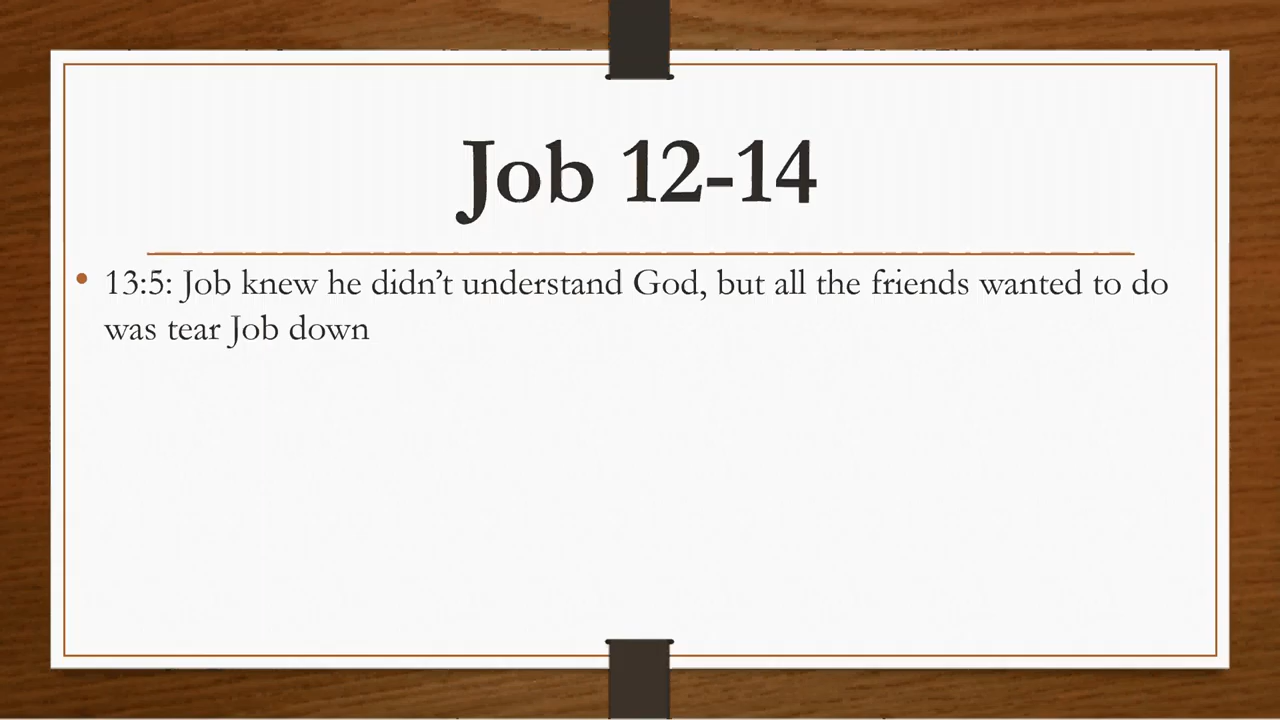 Job 12-14
• 13:5: Job knew he didn’t understand God, but all the friends wanted to do
was tear Job down